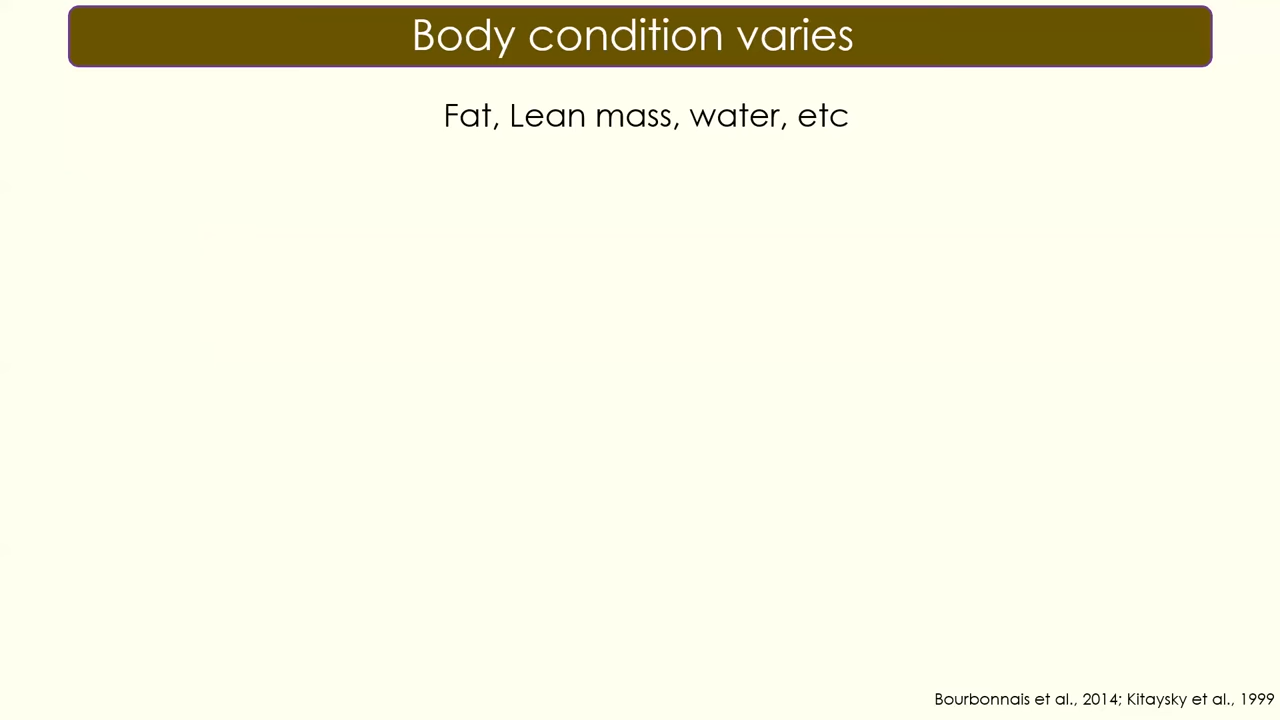 Body condition varies
Fat, Lean mass, water, etc
Bourbonnais et al., 2014; Kitaysky et al., 1999